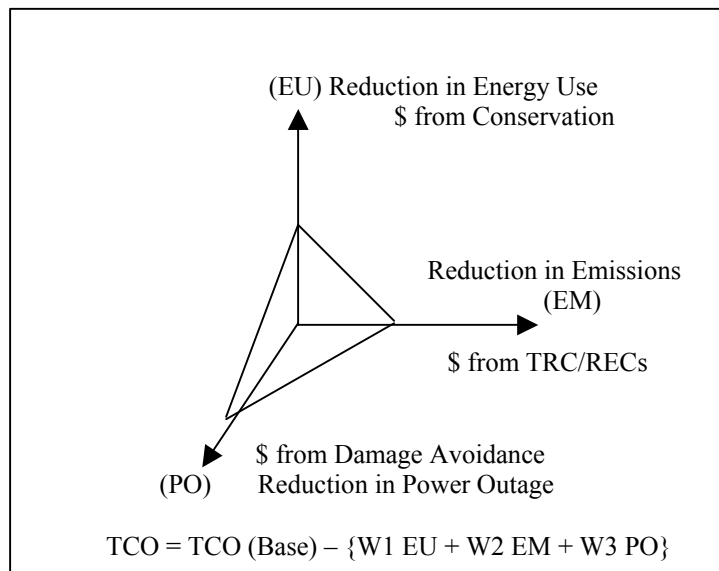 (EU) Reduction in Energy Use
$ from Conservation
Reduction in Emissions
(EM)
$ from TRC/RECs
$ from Damage Avoidance
(PO) Reduction in Power Outage
TCO = TCO (Base) – {W1 EU + W2 EM + W3 PO}